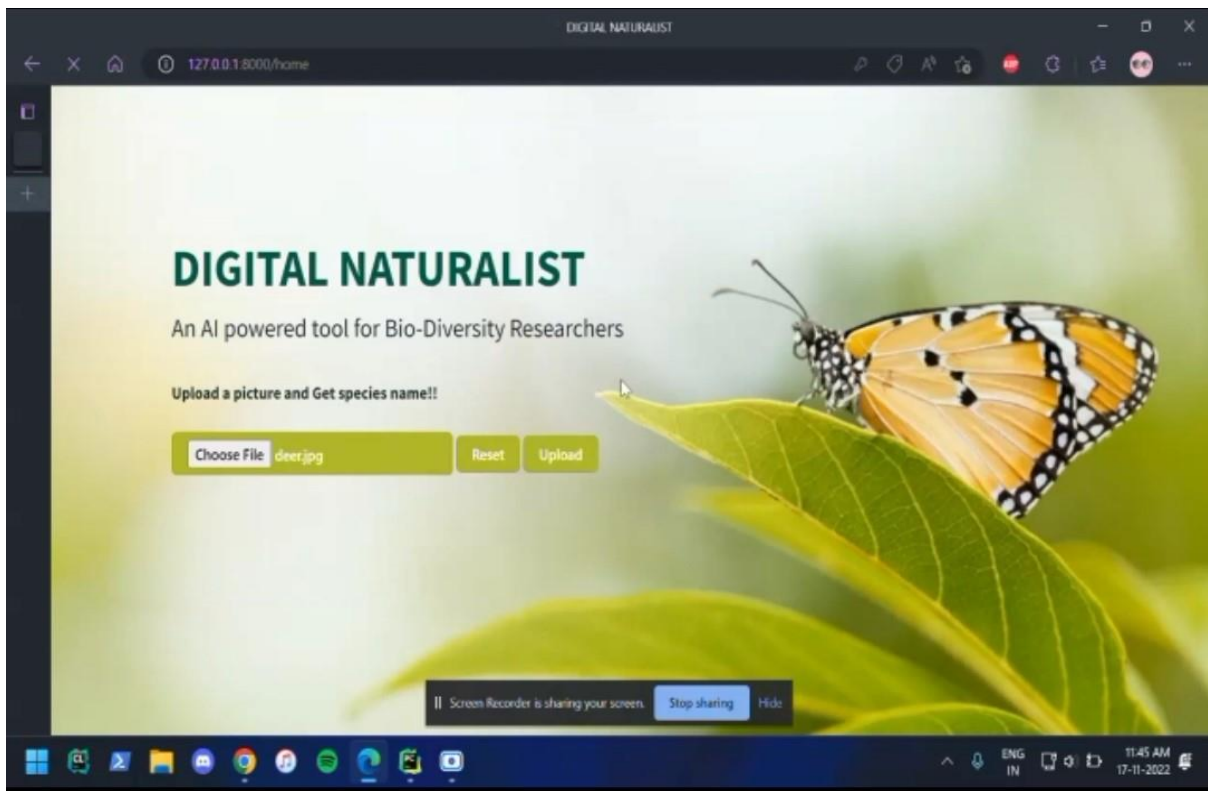 DIGITAL NATURALIST
127.0.0.1:8000/home
DIGITAL NATURALIST
An AI powered tool for Bio-Diversity Researchers
Upload a picture and Get species name!!
Choose File deer.jpg Reset Upload
Screen Recorder is sharing your screen. Stop sharing Hide
ENG 11:45 AM
IN 17-11-2022